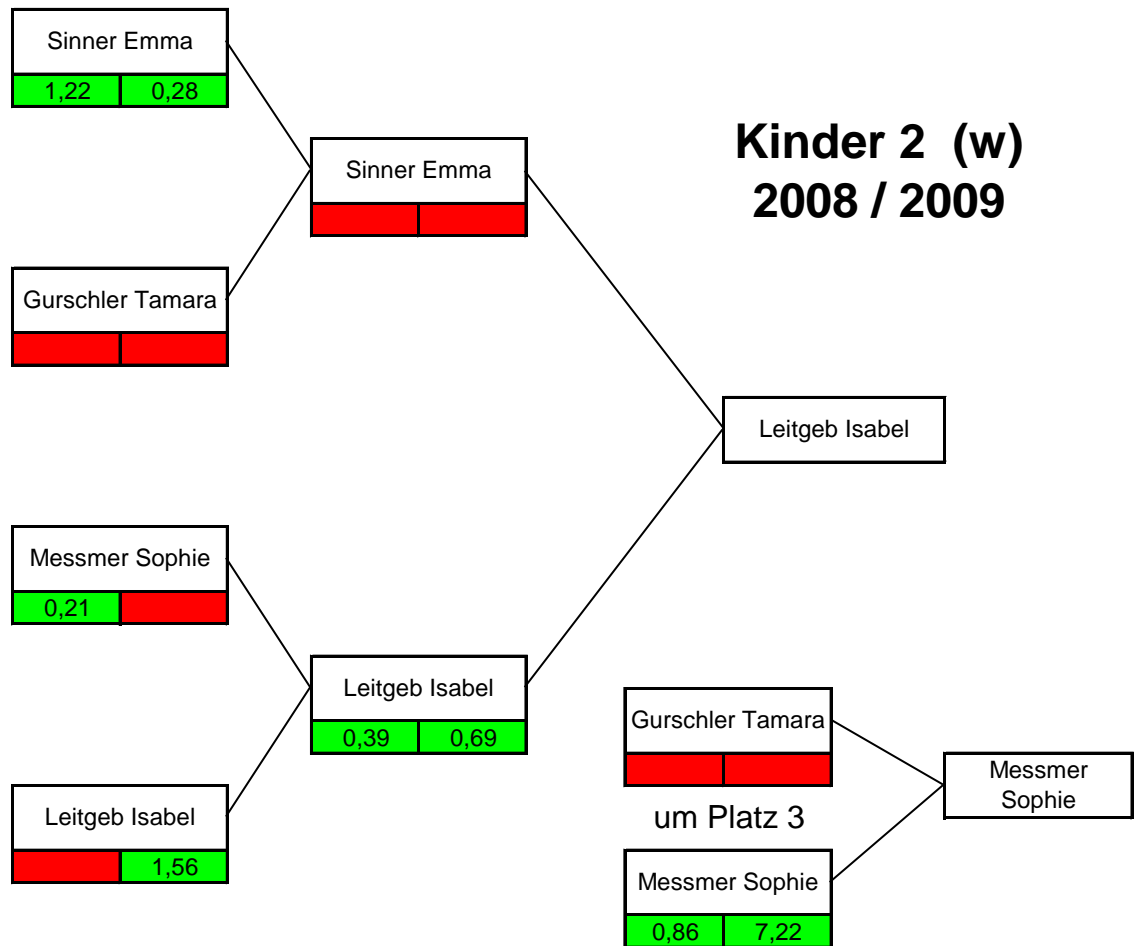 Sinner Emma
1,22 0,28
Kinder 2 (w)
2008 / 2009
Sinner Emma
Gurschler Tamara
Leitgeb Isabel
Messmer Sophie
0,21
Leitgeb Isabel
0,39 0,69
Gurschler Tamara
Messmer
Sophie
um Platz 3
Leitgeb Isabel
1,56
Messmer Sophie
0,86 7,22